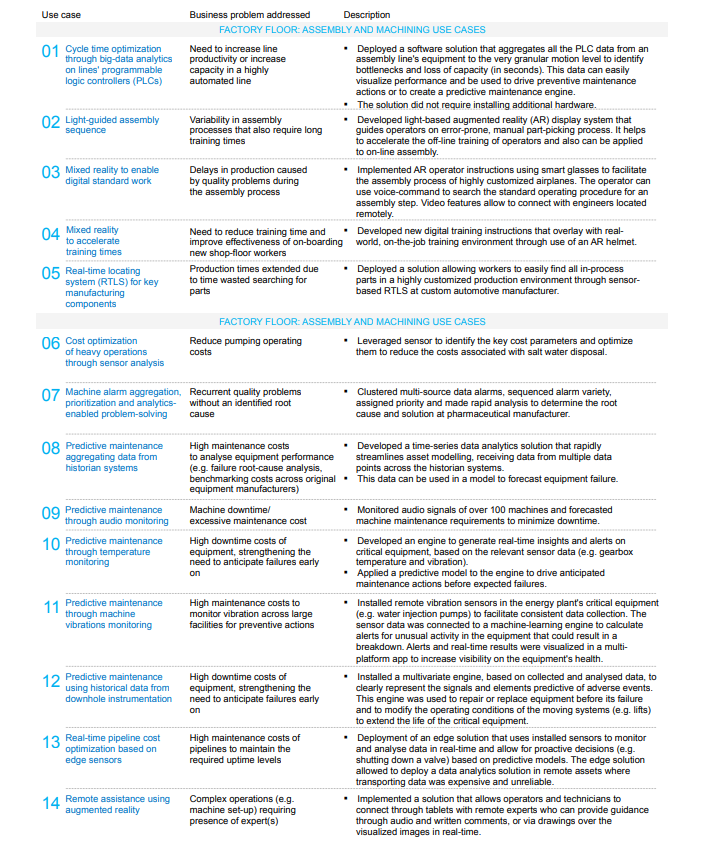 Use case Business problem addressed Description
FACTORY FLOOR: ASSEMBLY AND MACHINING USE CASES
01 Cycle time optimization
through big-data analytics
on lines' programmable
logic controllers (PLCs)
Need to increase line
productivity or increase
capacity in a highly
automated line
• Deployed a software solution that aggregates all the PLC data from an
assembly line's equipment to the very granular motion level to identify
bottlenecks and loss of capacity (in seconds). This data can easily
visualize performance and be used to drive preventive maintenance
actions or to create a predictive maintenance engine.
• The solution did not require installing additional hardware.
02 Light-guided assembly
sequence
Variability in assembly
processes that also require long
training times
• Developed light-based augmented reality (AR) display system that
guides operators on error-prone, manual part-picking process. It helps
to accelerate the off-line training of operators and also can be applied
to on-line assembly.
03 Mixed reality to enable
digital standard work
Delays in production caused
by quality problems during
the assembly process
• Implemented AR operator instructions using smart glasses to facilitate
the assembly process of highly customized airplanes. The operator can
use voice-command to search the standard operating procedure for an
assembly step. Video features allow to connect with engineers located
remotely.
04 Mixed reality
to accelerate
training times
Need to reduce training time and
improve effectiveness of on-boarding
new shop-floor workers
• Developed new digital training instructions that overlay with real-
world, on-the-job training environment through use of an AR helmet.
05 Real-time locating
system (RTLS) for key
manufacturing
components
Production times extended due
to time wasted searching for
parts
• Deployed a solution allowing workers to easily find all in-process
parts in a highly customized production environment through sensor-
based RTLS at custom automotive manufacturer.
FACTORY FLOOR: ASSEMBLY AND MACHINING USE CASES
06 Cost optimization
of heavy operations
through sensor analysis
Reduce pumping operating
costs
• Leveraged sensor to identify the key cost parameters and optimize
them to reduce the costs associated with salt water disposal.
07 Machine alarm aggregation,
prioritization and analytics-
enabled problem-solving
Recurrent quality problems
without an identified root
cause
• Clustered multi-source data alarms, sequenced alarm variety,
assigned priority and made rapid analysis to determine the root
cause and solution at pharmaceutical manufacturer.
08 Predictive maintenance
aggregating data from
historian systems
High maintenance costs
to analyse equipment performance
(e.g. failure root-cause analysis,
benchmarking costs across original
equipment manufacturers)
• Developed a time-series data analytics solution that rapidly
streamlines asset modelling, receiving data from multiple data
points across the historian systems.
• This data can be used in a model to forecast equipment failure.
09 Predictive maintenance
through audio monitoring
Machine downtime/
excessive maintenance cost
• Monitored audio signals of over 100 machines and forecasted
machine maintenance requirements to minimize downtime.
10 Predictive maintenance
through temperature
monitoring
High downtime costs of
equipment, strengthening the
need to anticipate failures early
on
• Developed an engine to generate real-time insights and alerts on
critical equipment, based on the relevant sensor data (e.g. gearbox
temperature and vibration).
• Applied a predictive model to the engine to drive anticipated
maintenance actions before expected failures.
11 Predictive maintenance
through machine
vibrations monitoring
High maintenance costs to
monitor vibration across large
facilities for preventive actions
• Installed remote vibration sensors in the energy plant's critical equipment
(e.g. water injection pumps) to facilitate consistent data collection. The
sensor data was connected to a machine-learning engine to calculate
alerts for unusual activity in the equipment that could result in a
breakdown. Alerts and real-time results were visualized in a multi-
platform app to increase visibility on the equipment's health.
12 Predictive maintenance
using historical data from
downhole instrumentation
High downtime costs of
equipment, strengthening the
need to anticipate failures early
on
• Installed a multivariate engine, based on collected and analysed data, to
clearly represent the signals and elements predictive of adverse events.
This engine was used to repair or replace equipment before its failure
and to modify the operating conditions of the moving systems (e.g. lifts)
to extend the life of the critical equipment.
13 Real-time pipeline cost
optimization based on
edge sensors
High maintenance costs of
pipelines to maintain the
required uptime levels
• Deployment of an edge solution that uses installed sensors to monitor
and analyse data in real-time and allow for proactive decisions (e.g.
shutting down a valve) based on predictive models. The edge solution
allowed to deploy a data analytics solution in remote assets where
transporting data was expensive and unreliable.
14 Remote assistance using
augmented reality
Complex operations (e.g.
machine set-up) requiring
presence of expert(s)
• Implemented a solution that allows operators and technicians to
connect through tablets with remote experts who can provide guidance
through audio and written comments, or via drawings over the
visualized images in real-time.